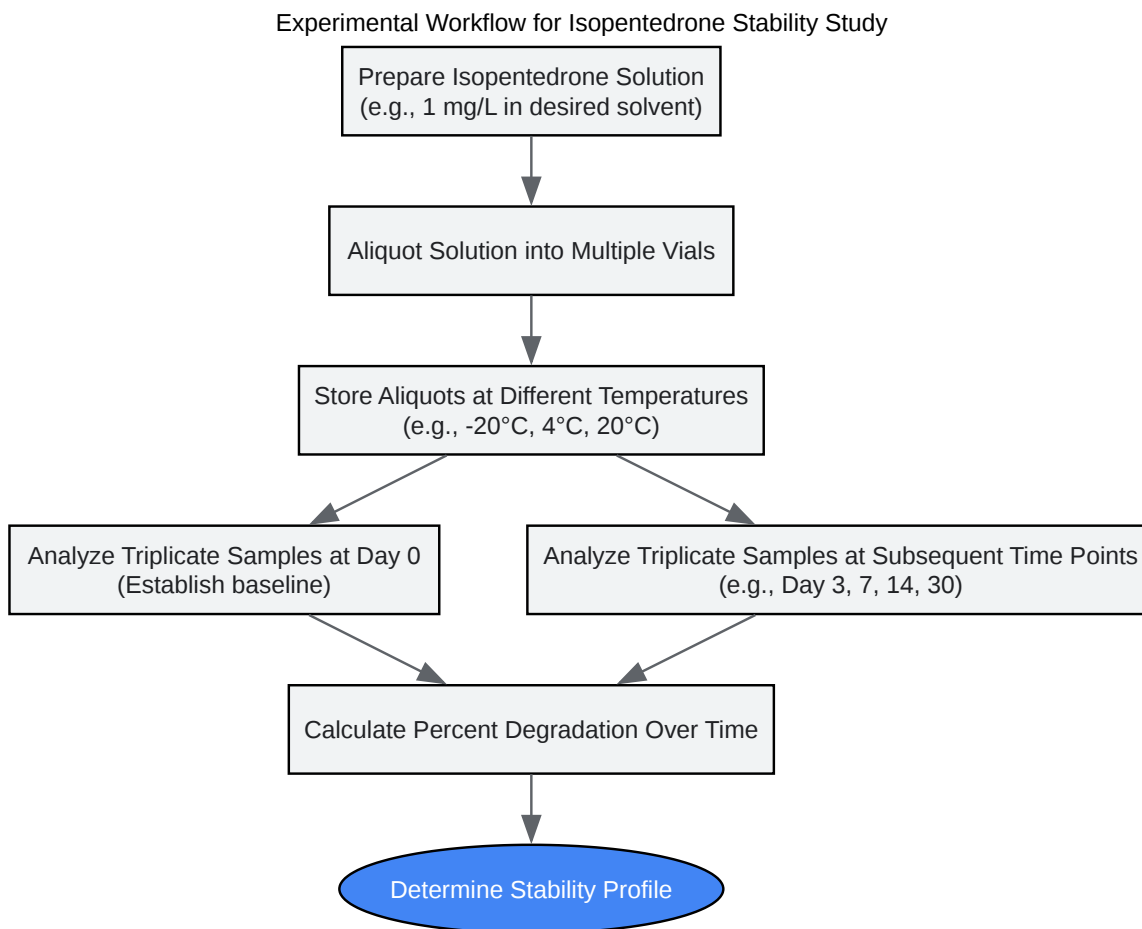 Experimental Workflow for Isopentedrone Stability Study
Prepare Isopentedrone Solution
(e.g., 1 mg/L in desired solvent)
Aliquot Solution into Multiple Vials
Store Aliquots at Different Temperatures
(e.g., -20°C, 4°C, 20°C)
Analyze Triplicate Samples at Day 0
(Establish baseline)
Analyze Triplicate Samples at Subsequent Time Points
(e.g., Day 3, 7, 14, 30)
Calculate Percent Degradation Over Time
Determine Stability Profile